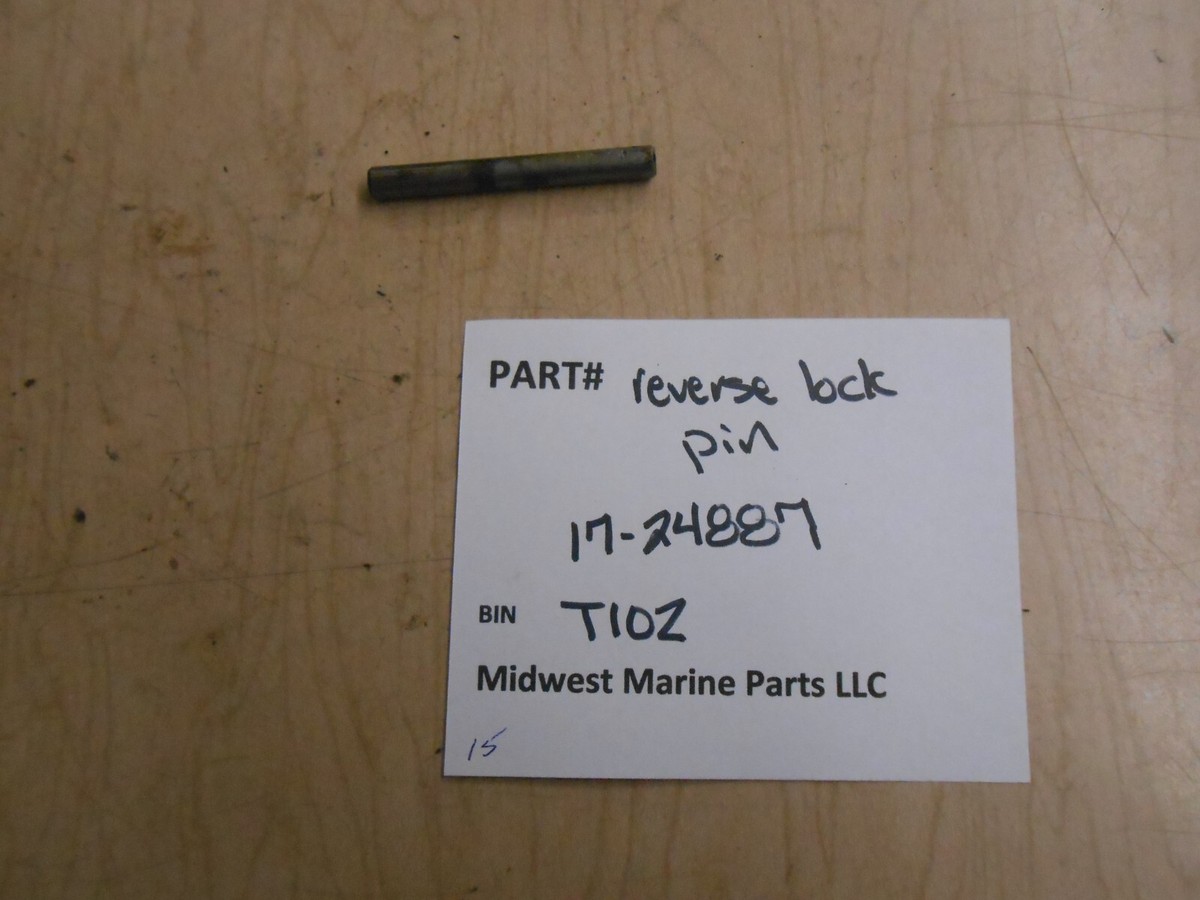 PART# reverse lock
pin
17-24887
BIN T102
Midwest Marine Parts LLC
15